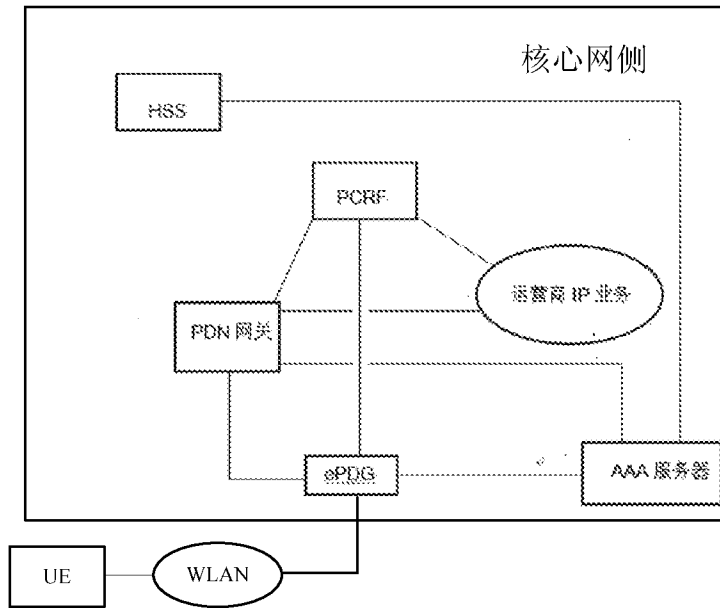 核心网侧
HSS
PCRF
运营商 IP 业务
PDN 网关
ePDG
AAA 服务器
UE
WLAN